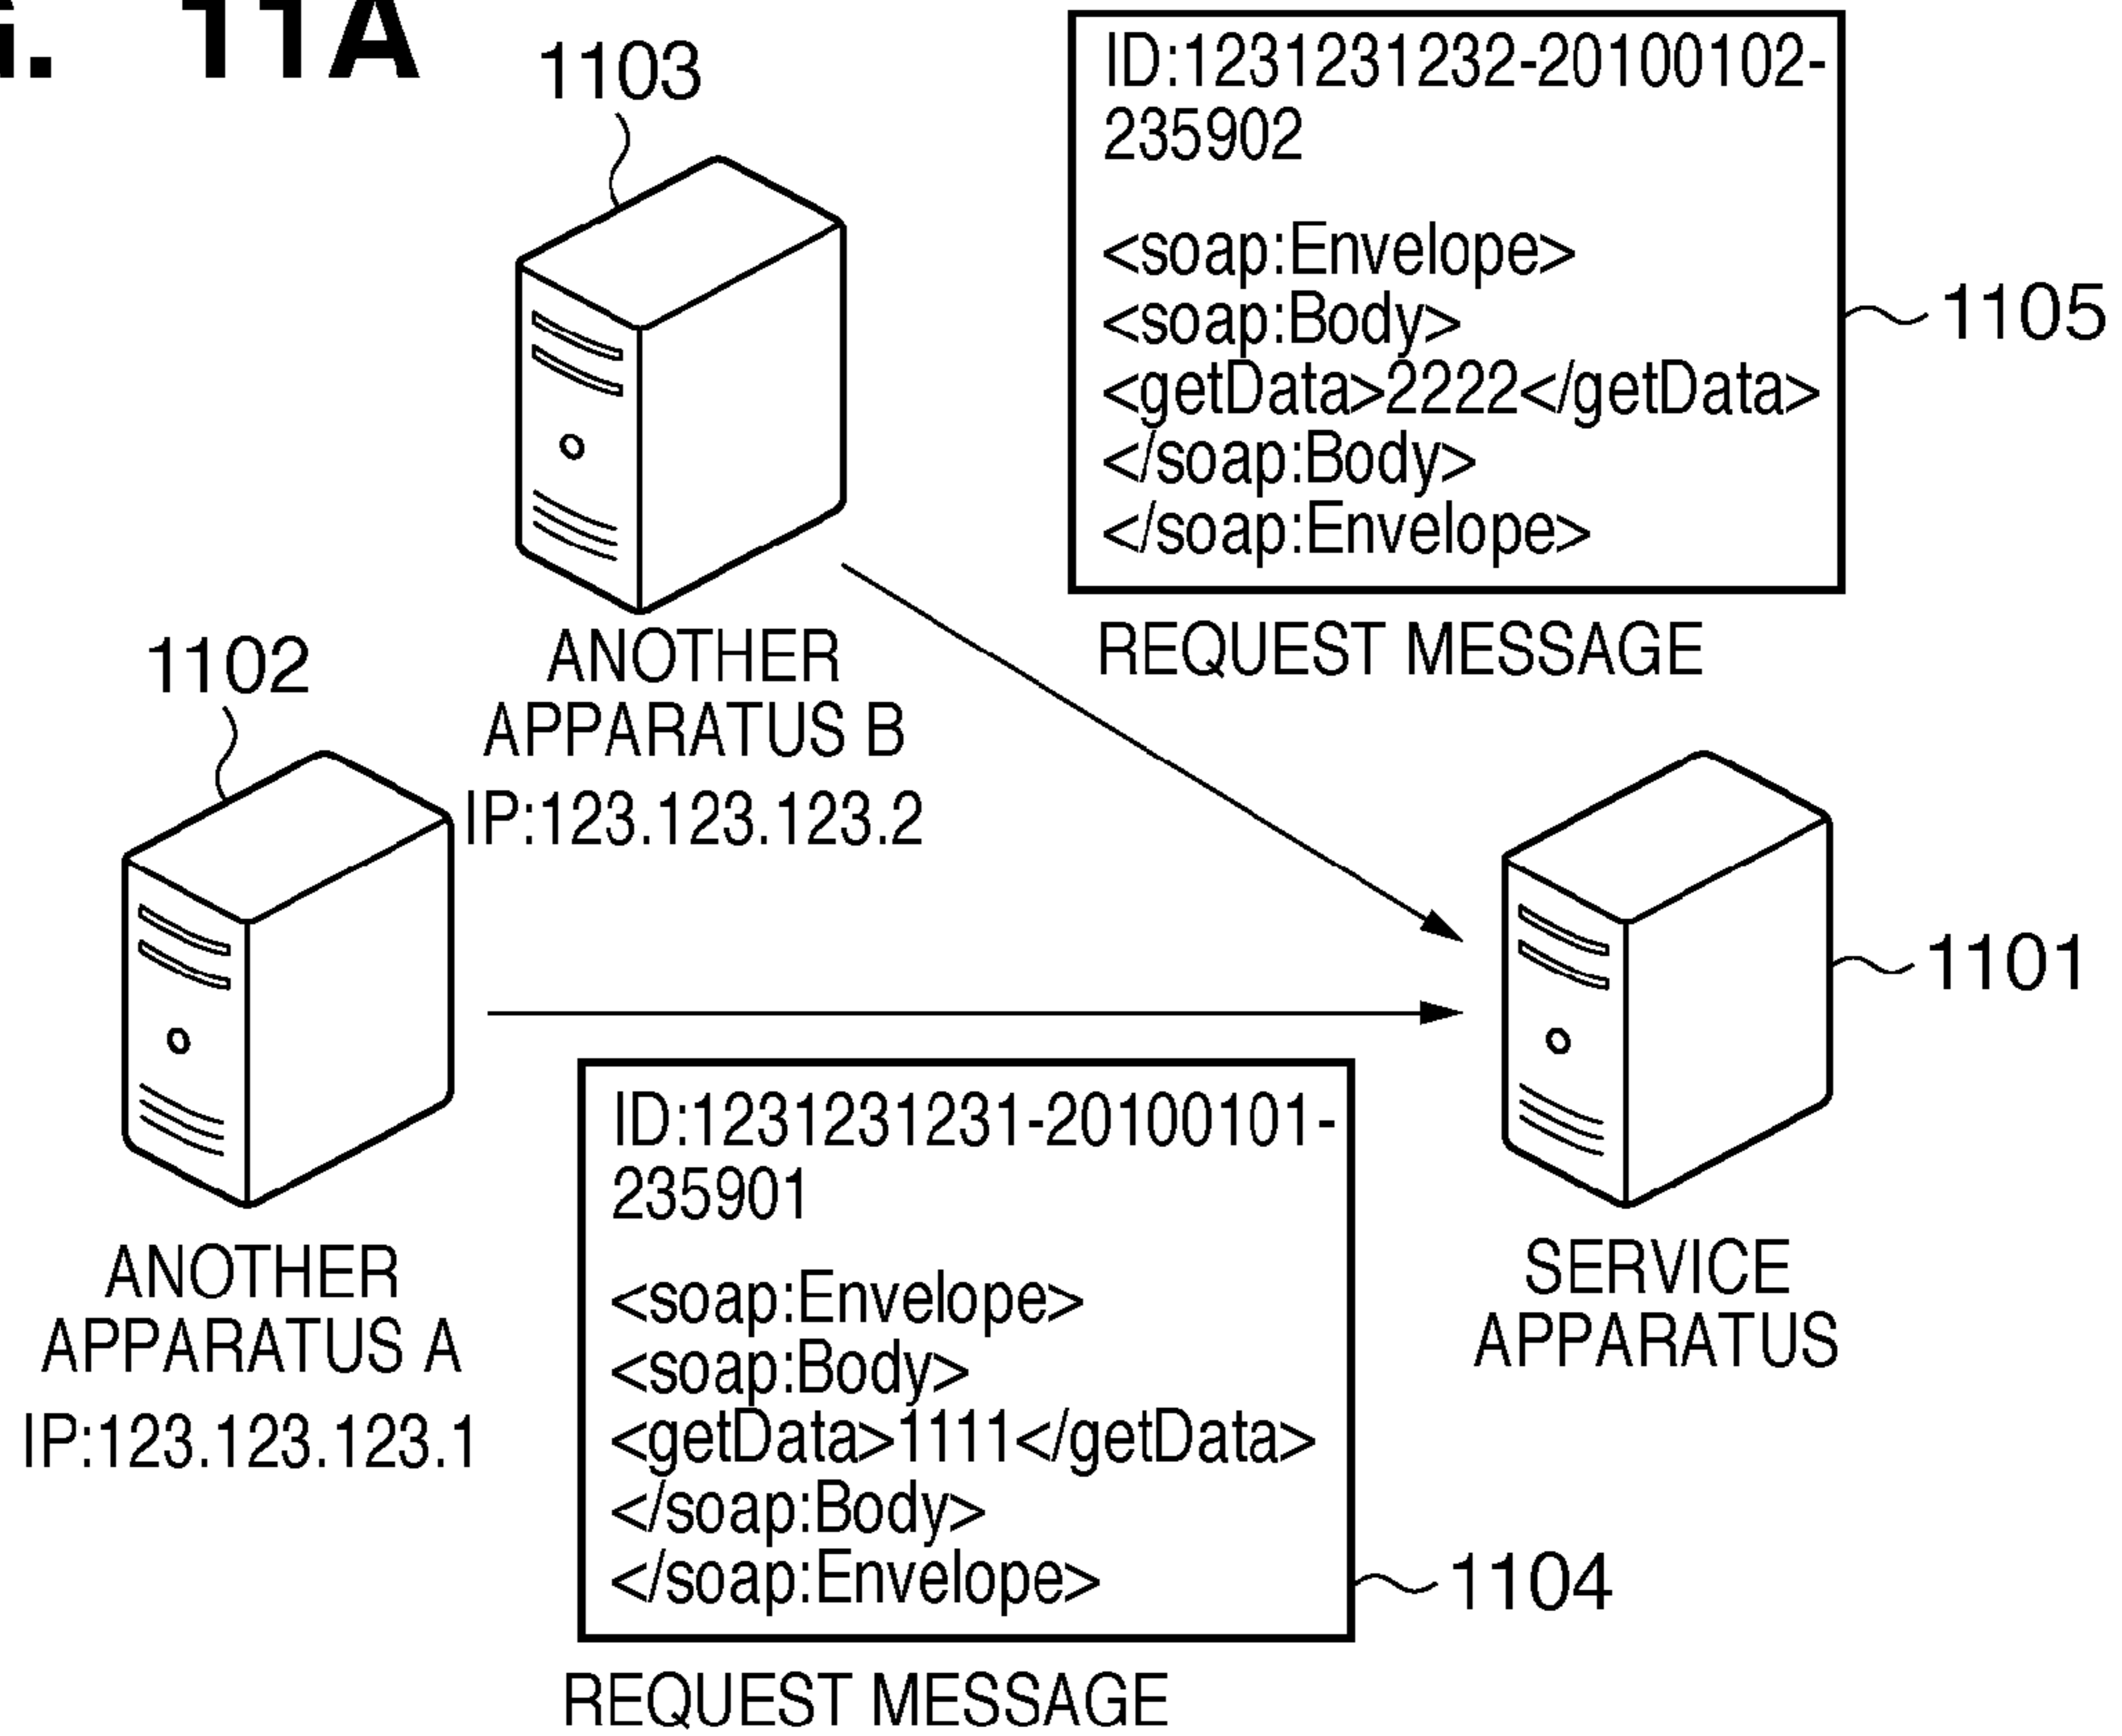 11A
1103
ID:1231231232-20100102-
235902
<soap:Envelope>
<soap:Body>
<getData>2222</getData>
</soap:Body>
</soap:Envelope>
1105
REQUEST MESSAGE
ANOTHER
APPARATUS B
IP:123.123.123.2
1102
1101
ANOTHER
APPARATUS A
IP:123.123.123.1
ID:1231231231-20100101-
235901
<soap:Envelope>
<soap:Body>
<getData>1111</getData>
</soap:Body>
</soap:Envelope>
1104
REQUEST MESSAGE
SERVICE
APPARATUS